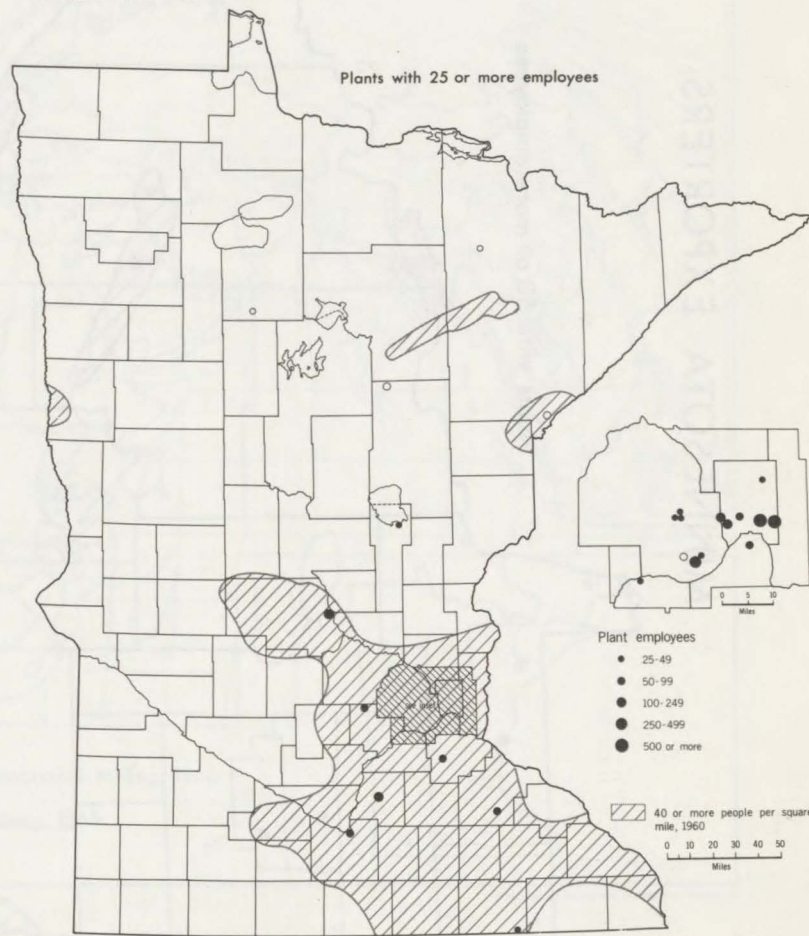 Plants with 25 or more employees
see inset
0 5 10
Miles
Plant employees
25-49
50-99
100-249
250-499
500 or more
40 or more people per square
mile, 1960
0 10 20 30 40 50
Miles